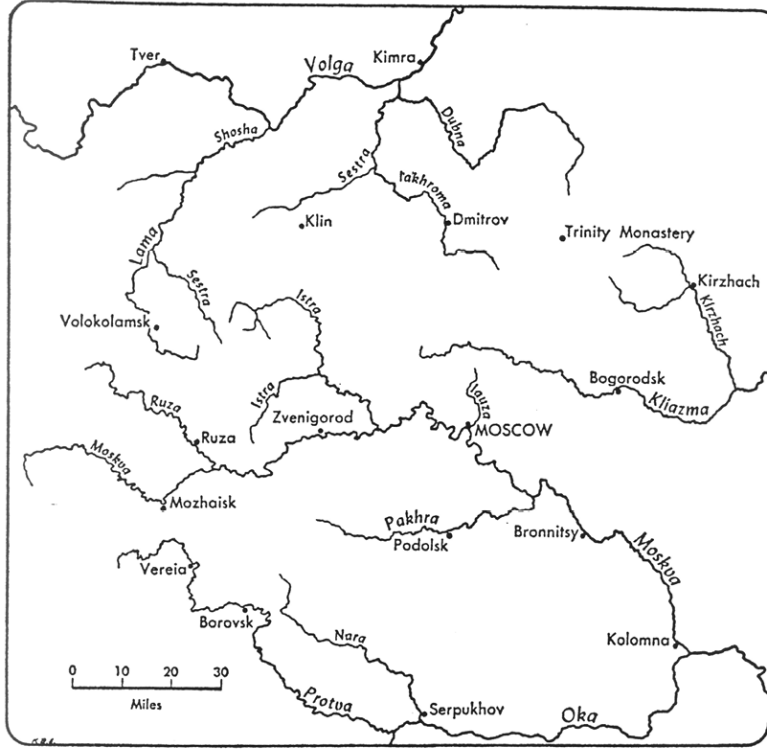 Tver
Volga
Kimra
Shosha
Dubna
Sestra
Iakhroma
Klin
Dmitrov
Trinity Monastery
Lama
Sestra
Istra
Kirzhach
Kirzhach
Volokolamsk
Bogorodsk
Kliazma
Ruza
Istra
Iauza
Zvenigorod
Ruza
MOSCOW
Moskva
Mozhaisk
Pakhra
Podolsk
Bronnitsy
Moskva
Vereia
Borovsk
Nara
Kolomna
0 10 20 30
Miles
Protva
Serpukhov
Oka